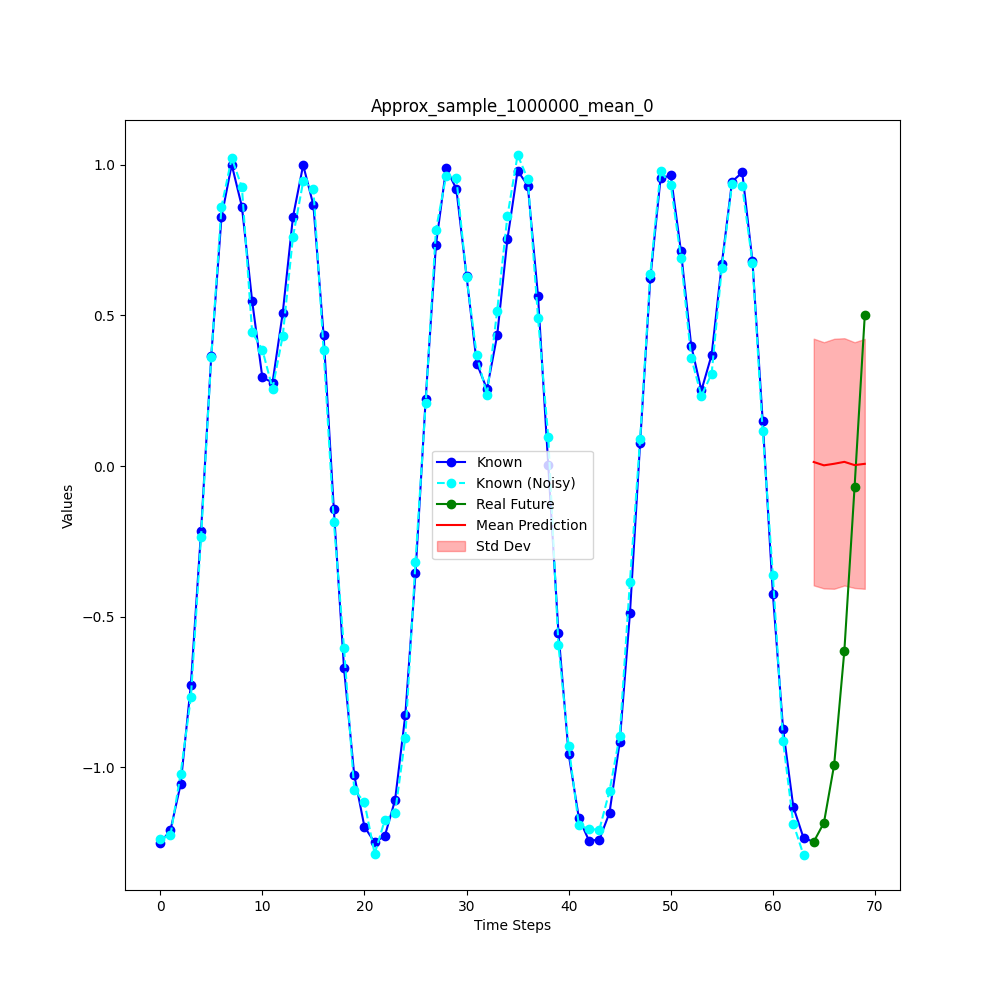 Approx_sample_1000000_mean_0
Values
1.0
0.5
0.0
−0.5
−1.0
Known
Known (Noisy)
Real Future
Mean Prediction
Std Dev
0 10 20 30 40 50 60 70
Time Steps